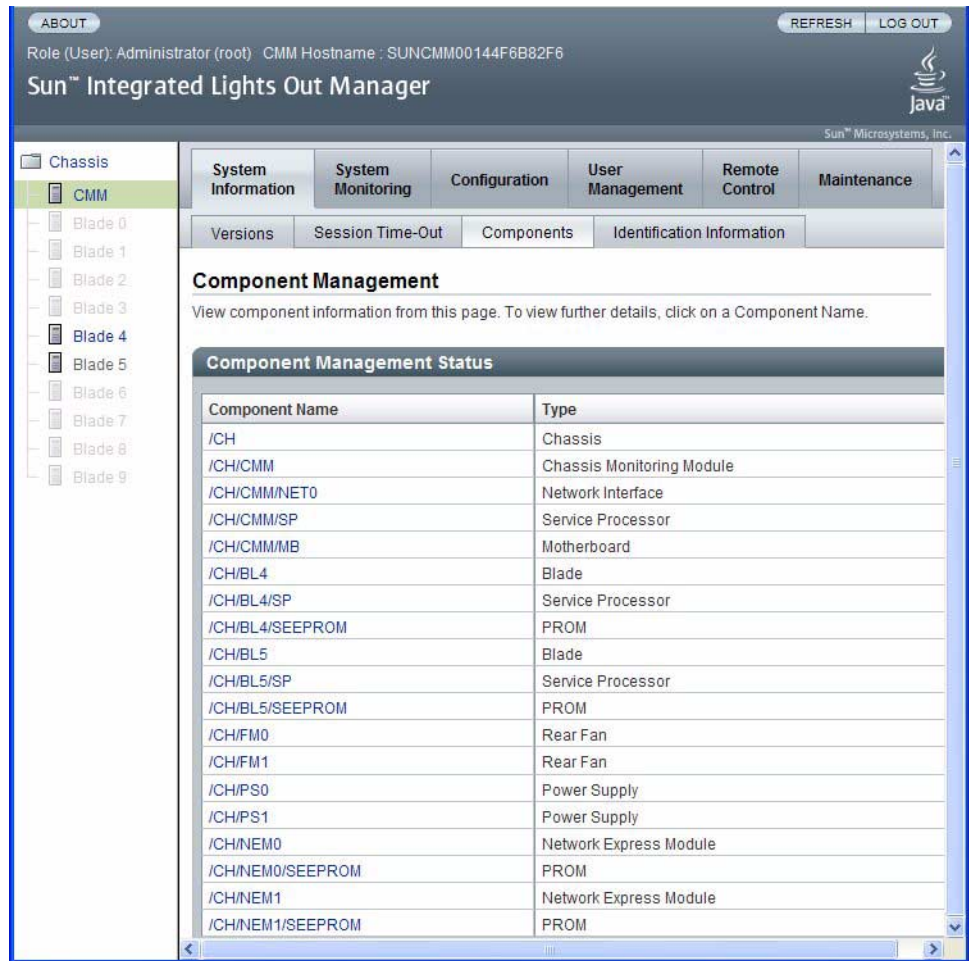 ABOUT
REFRESH LOG OUT
Role (User): Administrator (root) CMM Hostname : SUNCMM00144F6B82F6
Sun™ Integrated Lights Out Manager
Java™
Sun™ Microsystems, Inc.
Chassis
CMM
Blade 0
Blade 1
Blade 2
Blade 3
Blade 4
Blade 5
Blade 6
Blade 7
Blade 8
Blade 9
System Information
System Monitoring
Configuration
User Management
Remote Control
Maintenance
Versions
Session Time-Out
Components
Identification Information
Component Management
View component information from this page. To view further details, click on a Component Name.
Component Management Status
Component Name Type
/CH Chassis
/CH/CMM Chassis Monitoring Module
/CH/CMM/NET0 Network Interface
/CH/CMM/SP Service Processor
/CH/CMM/MB Motherboard
/CH/BL4 Blade
/CH/BL4/SP Service Processor
/CH/BL4/SEEPROM PROM
/CH/BL5 Blade
/CH/BL5/SP Service Processor
/CH/BL5/SEEPROM PROM
/CH/FM0 Rear Fan
/CH/FM1 Rear Fan
/CH/PS0 Power Supply
/CH/PS1 Power Supply
/CH/NEM0 Network Express Module
/CH/NEM0/SEEPROM PROM
/CH/NEM1 Network Express Module
/CH/NEM1/SEEPROM PROM